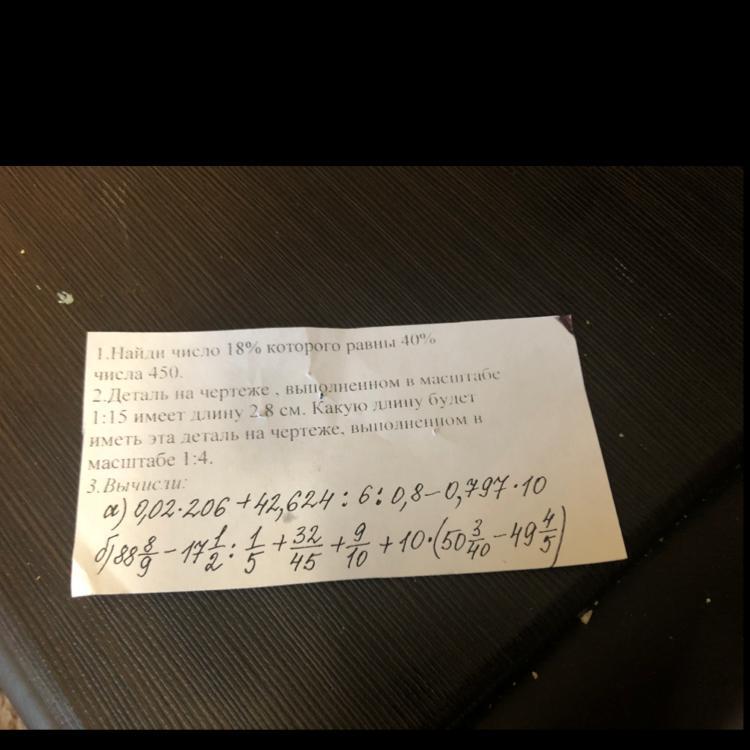 1.Найди число 18% которого равны 40%
числа 450.
2.Деталь на чертеже , выполненном в масштабе
1:15 имеет длину 2,8 см. Какую длину будет
иметь эта деталь на чертеже, выполненном в
масштабе 1:4.
3.Вычисли:
а) 0,02·206+42,624:6:0,8-0,797·10
б) 88 8/9 - 17 1/2 : 1/5 + 32/45 + 9/10 + 10·(50 3/40 - 49 4/5)